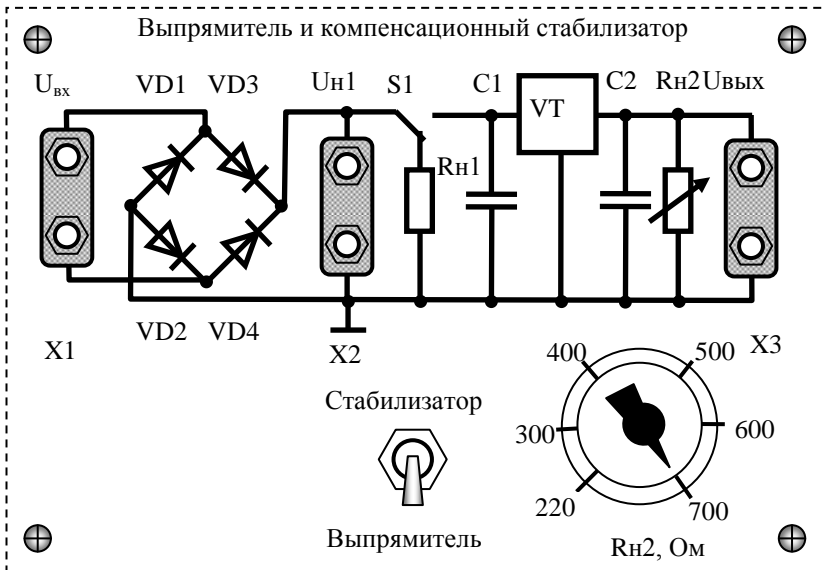 Выпрямитель и компенсационный стабилизатор
Uвх VD1 VD3 Uн1 S1 C1 C2 Rн2 Uвых
VT
Rн1
VD2 VD4
X1 X2 X3
400 500
Стабилизатор
300 600
220 700
Выпрямитель
Rн2, Ом